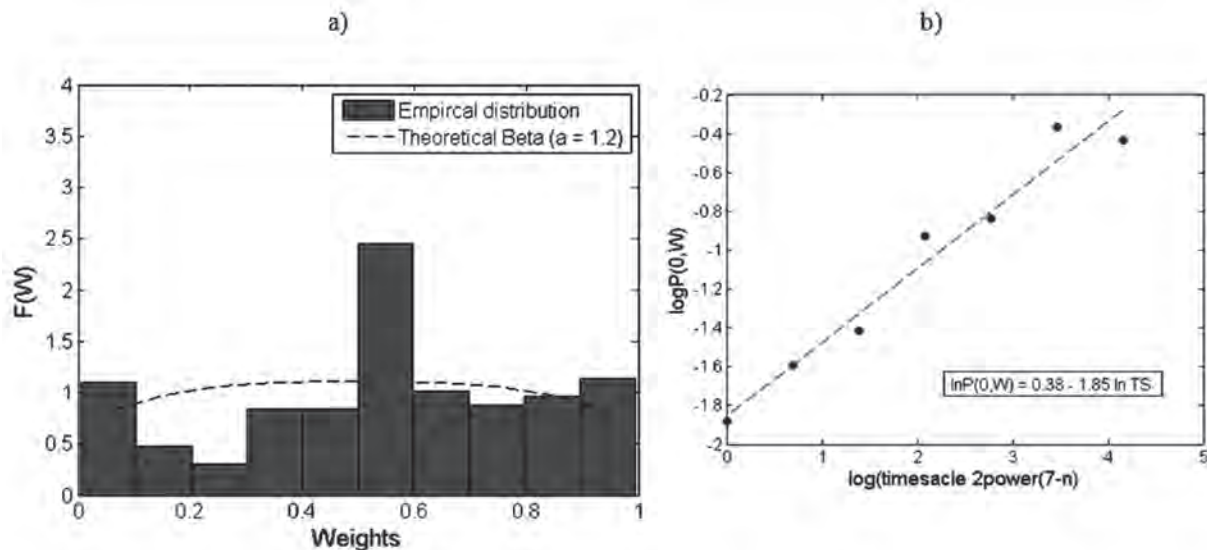 a)
b)
4
3.5
3
2.5
2
1.5
1
0.5
0
F(W)
Empircal distribution
Theoretical Beta (a = 1.2)
0 0.2 0.4 0.6 0.8 1
Weights
-0.2
-0.4
-0.6
-0.8
-1
-1.2
-1.4
-1.6
-1.8
-2
logP(0,W)
lnP(0,W) = 0.38 - 1.85 ln TS
0 1 2 3 4 5
log(timesacle 2power(7-n)